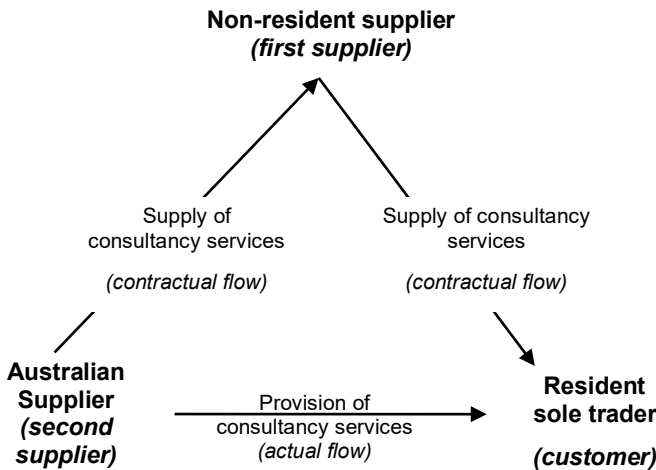 Non-resident supplier
(first supplier)
Supply of
consultancy services
(contractual flow)
Supply of consultancy
services
(contractual flow)
Australian
Supplier
(second
supplier)
Provision of
consultancy services
(actual flow)
Resident
sole trader
(customer)